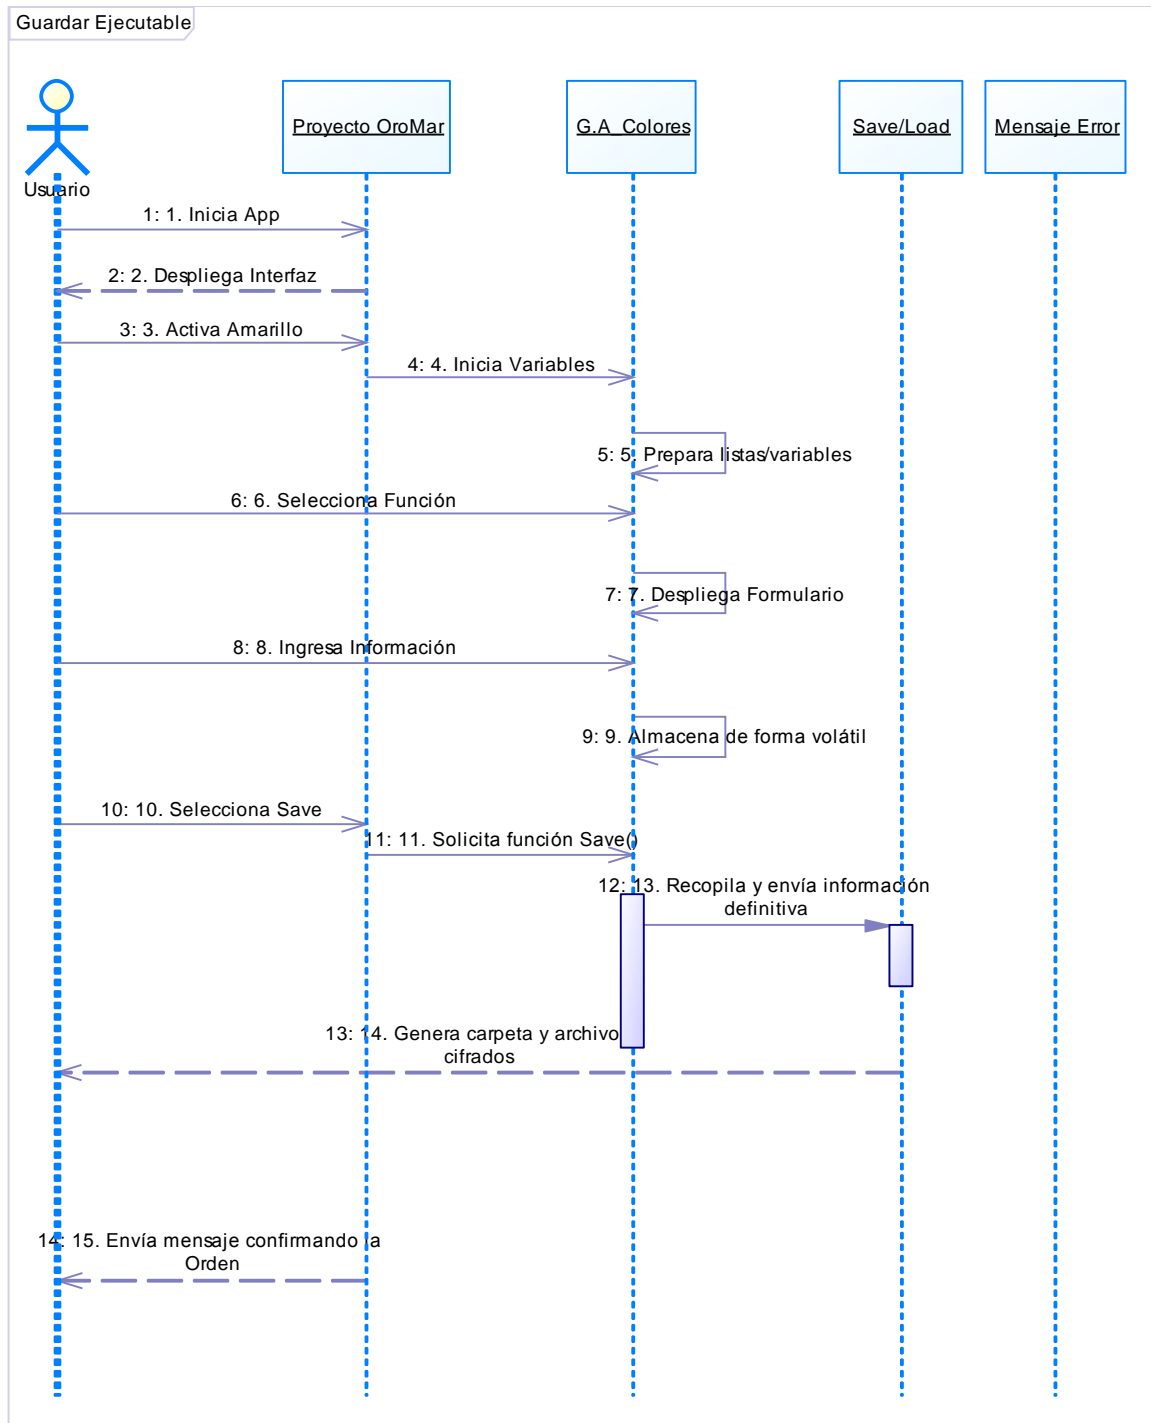 Guardar Ejecutable
Usuario
Proyecto OroMar
G.A_Colores
Save/Load
Mensaje Error
1: 1. Inicia App
2: 2. Despliega Interfaz
3: 3. Activa Amarillo
4: 4. Inicia Variables
5: 5. Prepara listas/variables
6: 6. Selecciona Función
7: 7. Despliega Formulario
8: 8. Ingresa Información
9: 9. Almacena de forma volátil
10: 10. Selecciona Save
11: 11. Solicita función Save()
12: 13. Recopila y envía información
definitiva
13: 14. Genera carpeta y archivo
cifrados
14: 15. Envía mensaje confirmando la
Orden